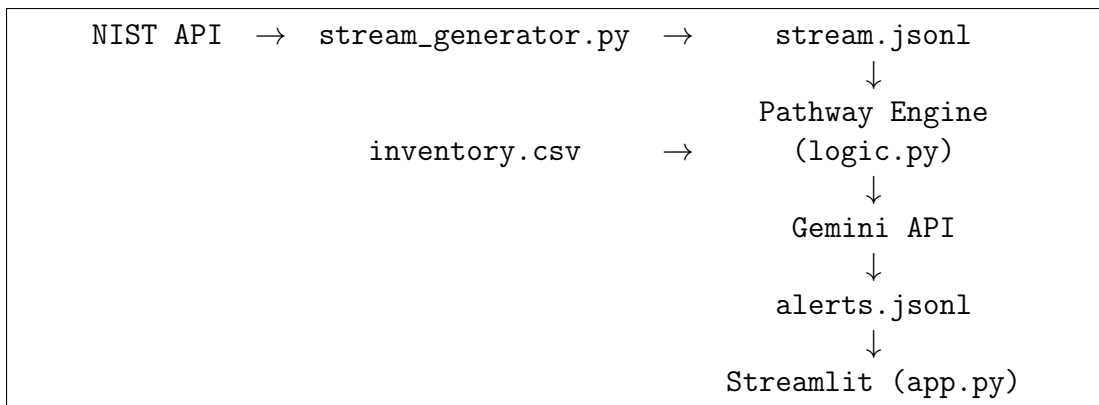 NIST API → stream_generator.py → stream.jsonl
↓
Pathway Engine
inventory.csv → (logic.py)
↓
Gemini API
↓
alerts.jsonl
↓
Streamlit (app.py)